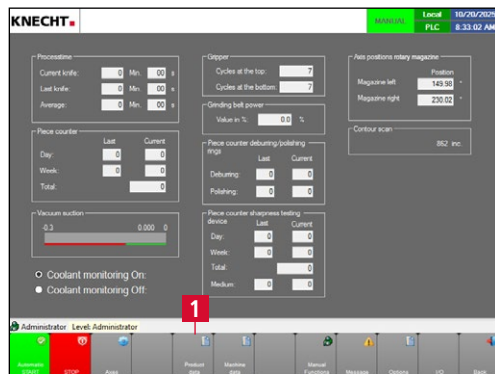 KNECHT
MANUAL
Local 10/20/2025
PLC 8:33:02 AM
Processtime
Current knife: 0 Min. 00 s
Last knife: 0 Min. 00 s
Average: 0 Min. 00 s
Piece counter
Last Current
Day: 0 0
Week: 0 0
Total: 0
Vacuum suction
-0.3 0.000 0
Coolant monitoring On:
Coolant monitoring Off:
Gripper
Cycles at the top: 7
Cycles at the bottom: 7
Grinding belt power
Value in %: 0.0 %
Piece counter deburring/polishing rings
Last Current
Deburring: 0 0
Polishing: 0 0
Piece counter sharpness testing device
Last Current
Day: 0 0
Week: 0 0
Total: 0
Medium: 0 0
Axis positions rotary magazine
Position
Magazine left 149.98 °
Magazine right 230.02 °
Contour scan
862 inc.
1
Administrator Level: Administrator
Automatic START
STOP
Axes
Product data
Machine data
Manual Functions
Message
Options
I/O
Back